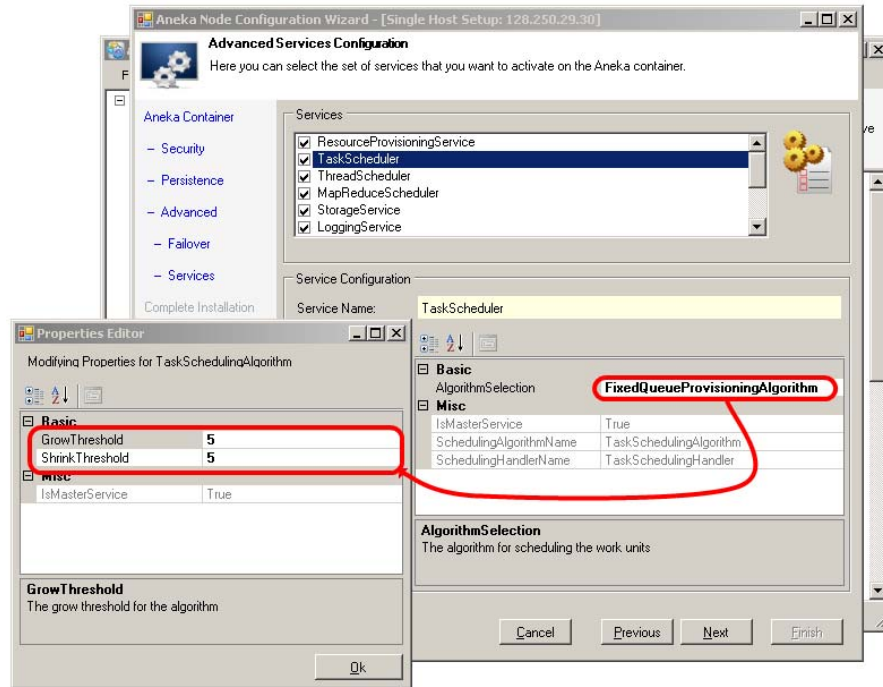 Aneka Node Configuration Wizard - [Single Host Setup: 128.250.29.30]
Advanced Services Configuration
Here you can select the set of services that you want to activate on the Aneka container.
F
ve
Aneka Container
– Security
– Persistence
– Advanced
– Failover
– Services
Complete Installation
Services
ResourceProvisioningService
TaskScheduler
ThreadScheduler
MapReduceScheduler
StorageService
LoggingService
Service Configuration
Service Name: TaskScheduler
Basic
AlgorithmSelection FixedQueueProvisioningAlgorithm
Misc
IsMasterService True
SchedulingAlgorithmName TaskSchedulingAlgorithm
SchedulingHandlerName TaskSchedulingHandler
AlgorithmSelection
The algorithm for scheduling the work units
Cancel Previous Next Finish
Properties Editor
Modifying Properties for TaskSchedulingAlgorithm
Basic
GrowThreshold 5
ShrinkThreshold 5
Misc
IsMasterService True
GrowThreshold
The grow threshold for the algorithm
Ok